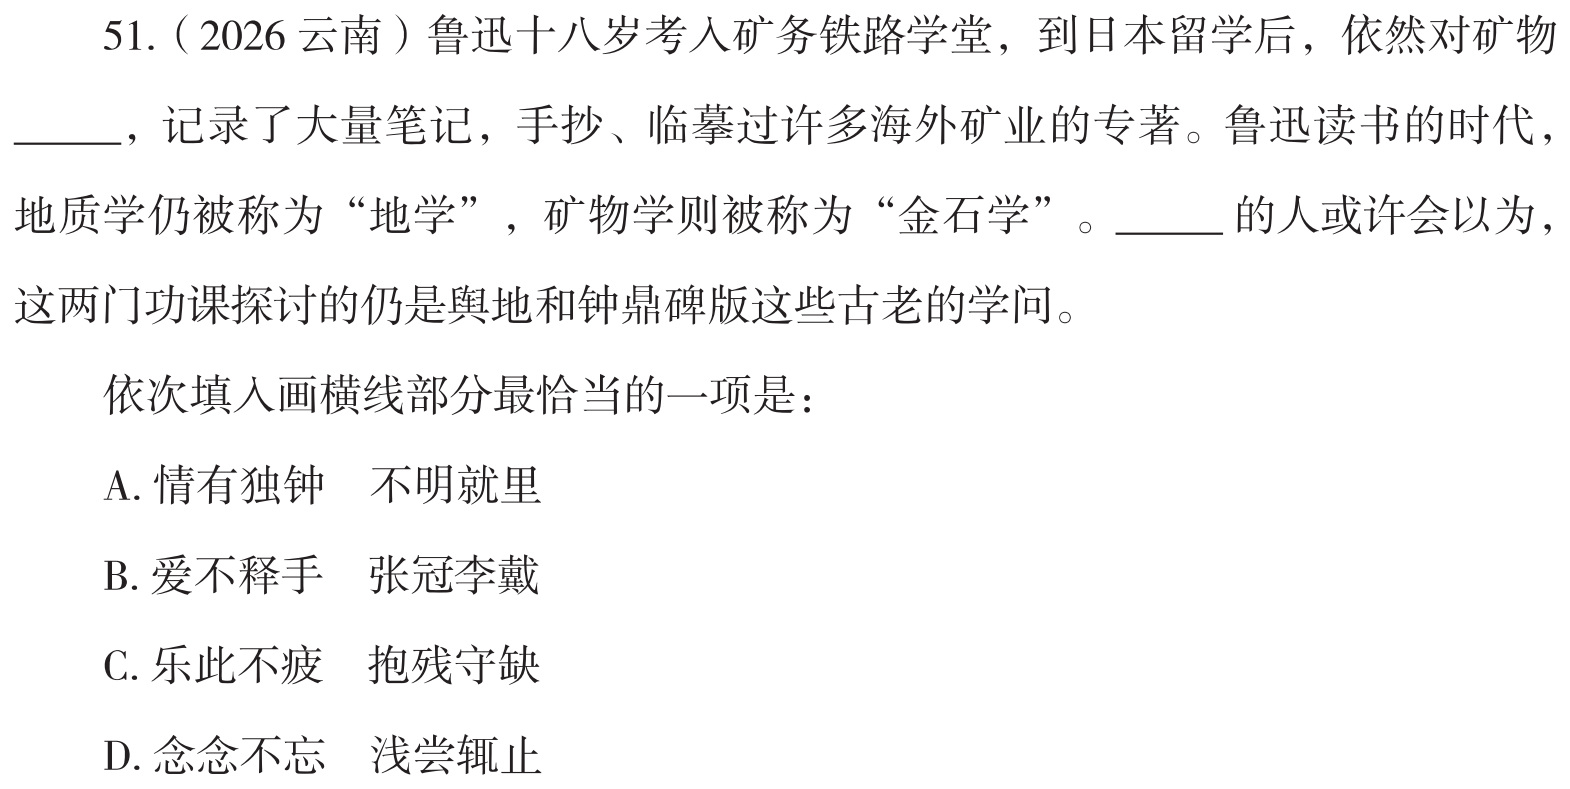 51.（2026 云南）鲁迅十八岁考入矿务铁路学堂，到日本留学后，依然对矿物
_____，记录了大量笔记，手抄、临摹过许多海外矿业的专著。鲁迅读书的时代，
地质学仍被称为“地学”，矿物学则被称为“金石学”。_____ 的人或许会以为，
这两门功课探讨的仍是舆地和钟鼎碑版这些古老的学问。
依次填入画横线部分最恰当的一项是：
A. 情有独钟　不明就里
B. 爱不释手　张冠李戴
C. 乐此不疲　抱残守缺
D. 念念不忘　浅尝辄止